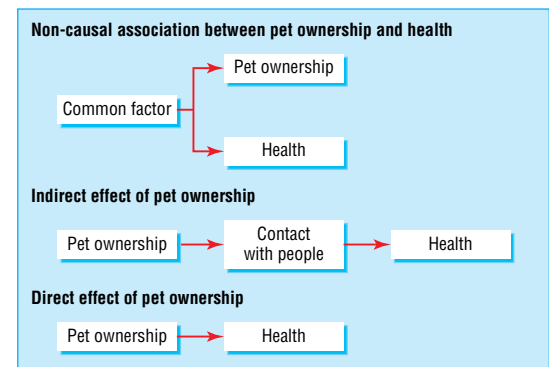 Non-causal association between pet ownership and health
Pet ownership
Common factor
Health
Indirect effect of pet ownership
Pet ownership
Contact
with people
Health
Direct effect of pet ownership
Pet ownership
Health